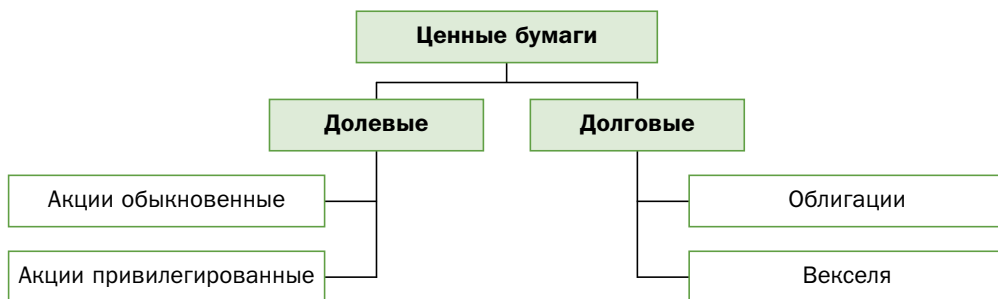 Ценные бумаги
Долевые
Долговые
Акции обыкновенные
Облигации
Акции привилегированные
Векселя